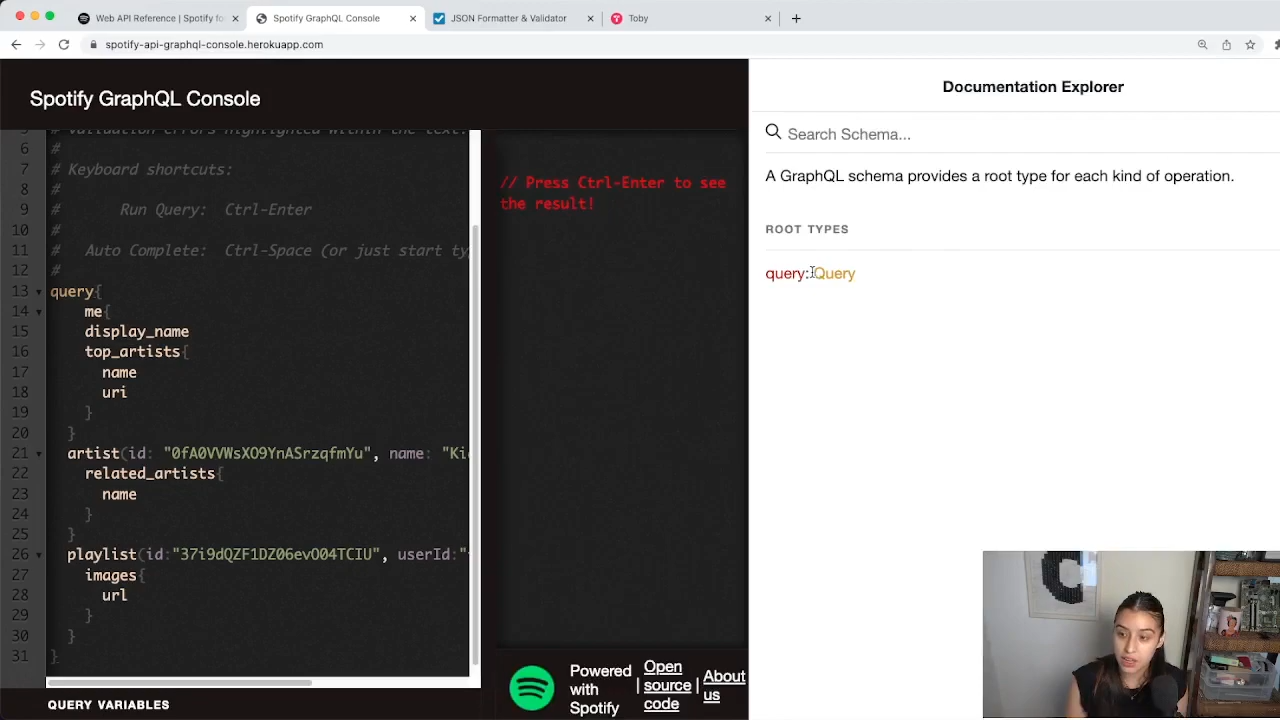 Web API Reference | Spotify fo
Spotify GraphQL Console
JSON Formatter & Validator
Toby
spotify-api-graphql-console.herokuapp.com
Spotify GraphQL Console
# validation errors highlighted within the text.
6 #
7 # Keyboard shortcuts:
8 #
9 # Run Query: Ctrl-Enter
10 #
11 # Auto Complete: Ctrl-Space (or just start ty
12 #
13 query{
14 me{
15 display_name
16 top_artists{
17 name
18 uri
19 }
20 }
21 artist(id: "0fA0VVWsXO9YnASrzqfmYu", name: "Ki
22 related_artists{
23 name
24 }
25 }
26 playlist(id:"37i9dQZF1DZ06evO04TCIU", userId:"
27 images{
28 url
29 }
30 }
31 }
QUERY VARIABLES
// Press Ctrl-Enter to see
the result!
Powered
with
Spotify
| Open
source
code
| About
us
Documentation Explorer
Search Schema...
A GraphQL schema provides a root type for each kind of operation.
ROOT TYPES
query: Query